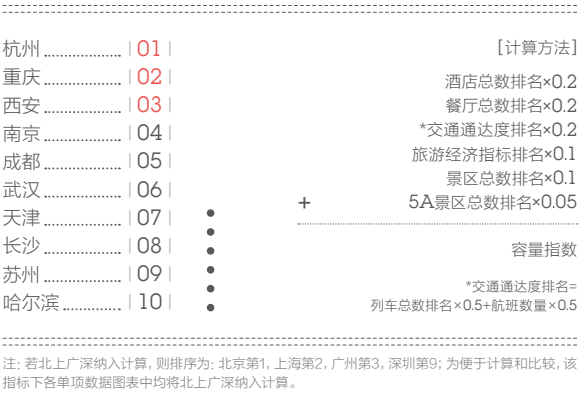 杭州 01
重庆 02
西安 03
南京 04
成都 05
武汉 06
天津 07
长沙 08
苏州 09
哈尔滨 10
[计算方法]
酒店总数排名×0.2
餐厅总数排名×0.2
*交通通达度排名×0.2
旅游经济指标排名×0.1
景区总数排名×0.1
+ 5A景区总数排名×0.05
容量指数
*交通通达度排名=
列车总数排名×0.5+航班数量×0.5
注: 若北上广深纳入计算, 则排序为: 北京第1, 上海第2, 广州第3, 深圳第9; 为便于计算和比较, 该
指标下各单项数据图表中均将北上广深纳入计算。